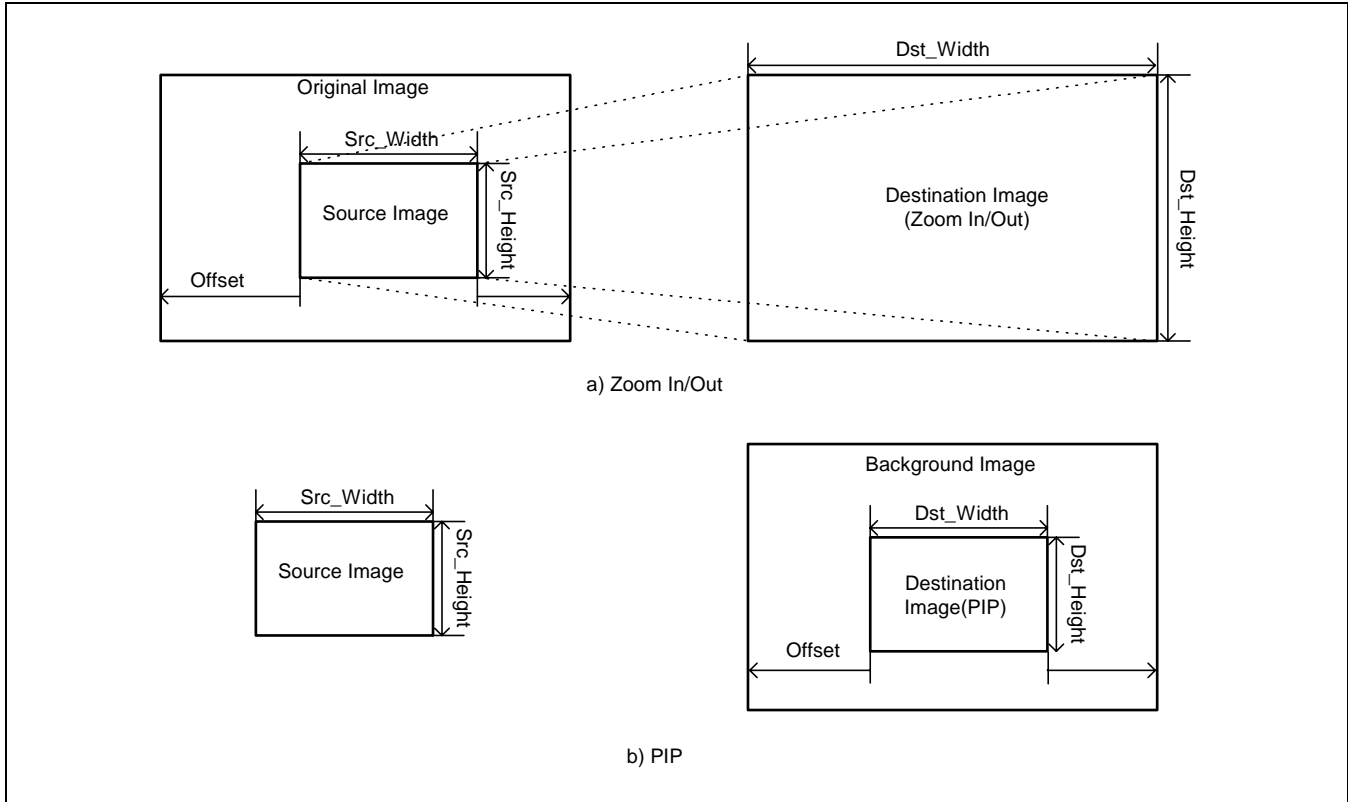 Dst_Width
Original Image
Src_Width
Src_Height
Source Image
Offset
Destination Image
(Zoom In/Out)
Dst_Height
a) Zoom In/Out
Src_Width
Source Image
Src_Height
Background Image
Dst_Width
Destination
Image(PIP)
Dst_Height
Offset
b) PIP